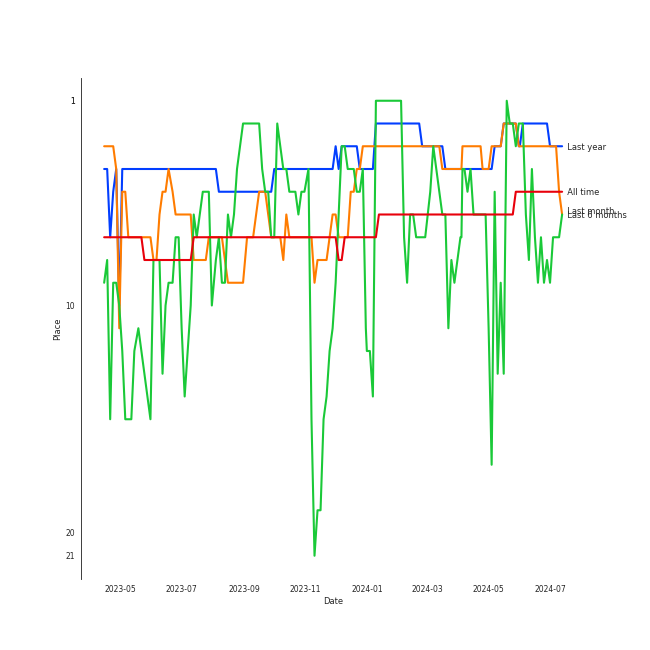 1
10
20
21
Place
2023-05
2023-07
2023-09
2023-11
2024-01
2024-03
2024-05
2024-07
Date
Last year
All time
Last month
Last 6 months